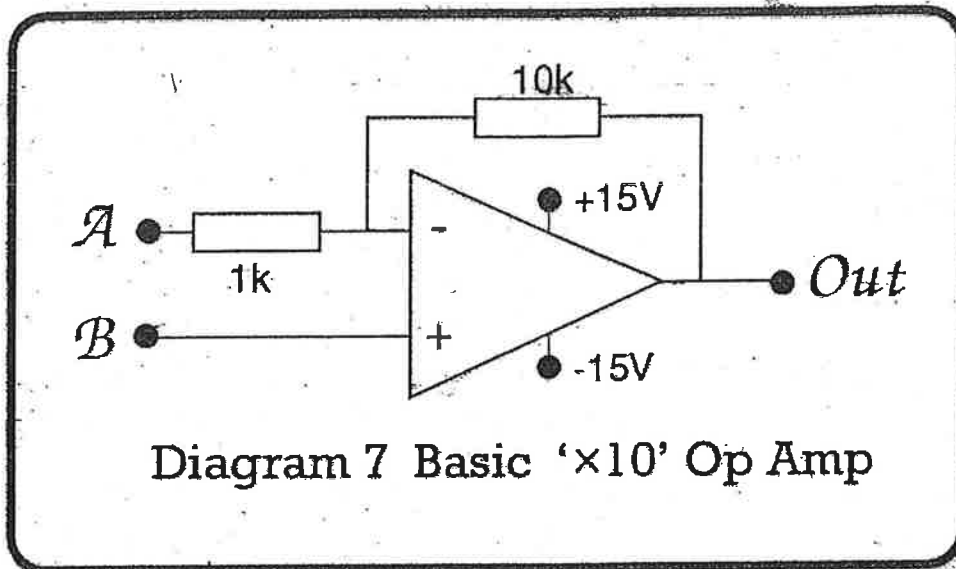 10k
+15V
A
-
Out
1k
B
+
-15V
Diagram 7 Basic ‘×10’ Op Amp